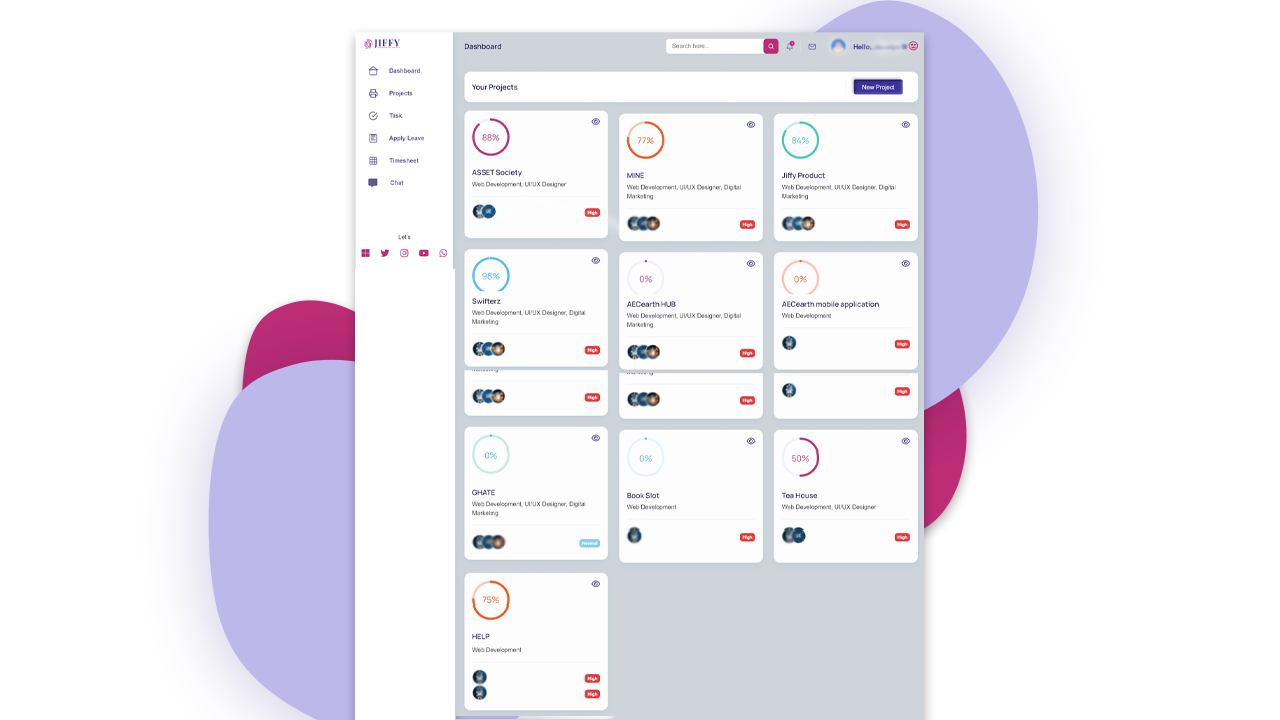 JIFFY
Dashboard
Search here...
Hello,
Dashboard
Projects
Task
Apply Leave
Timesheet
Chat
Let's
Your Projects
New Project
88%
ASSET Society
Web Development, UI/UX Designer
High
77%
MINE
Web Development, UI/UX Designer, Digital
Marketing
High
84%
Jiffy Product
Web Development, UI/UX Designer, Digital
Marketing
High
98%
Swifterz
Web Development, UI/UX Designer, Digital
Marketing
High
0%
AECearth HUB
Web Development, UI/UX Designer, Digital
Marketing
High
0%
AECearth mobile application
Web Development
High
High
High
High
0%
GHATE
Web Development, UI/UX Designer, Digital
Marketing
Normal
0%
Book Slot
Web Development
High
50%
Tea House
Web Development, UI/UX Designer
High
75%
HELP
Web Development
High
High